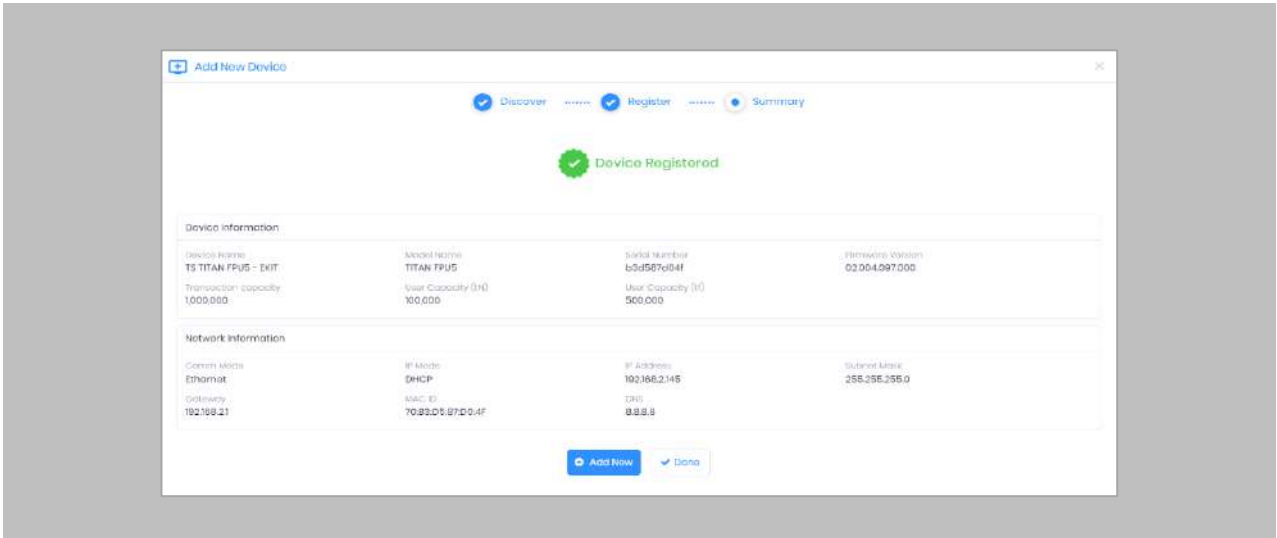 Add New Device
Discover Register Summary
Device Registered
Device Information
Device Name Model Name Serial Number Firmware Version
TS TITAN FPU5 - EXIT TITAN FPU5 b3d587d04f 02.004.097.000
Transaction capacity User Capacity (1:N) User Capacity (1:1)
1,000,000 100,000 500,000
Network Information
Comm Mode IP Mode IP Address Subnet Mask
Ethernet DHCP 192.168.2.145 255.255.255.0
Gateway MAC ID DNS
192.168.2.1 70:B3:D5:B7:D0:4F 8.8.8.8
Add New Done